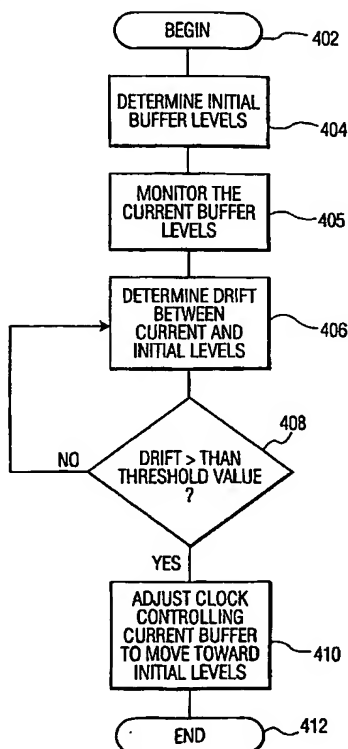 BEGIN
402
DETERMINE INITIAL
BUFFER LEVELS
404
MONITOR THE
CURRENT BUFFER
LEVELS
405
DETERMINE DRIFT
BETWEEN
CURRENT AND
INITIAL LEVELS
406
408
DRIFT > THAN
THRESHOLD VALUE
?
NO
YES
ADJUST CLOCK
CONTROLLING
CURRENT BUFFER
TO MOVE TOWARD
INITIAL LEVELS
410
END
412